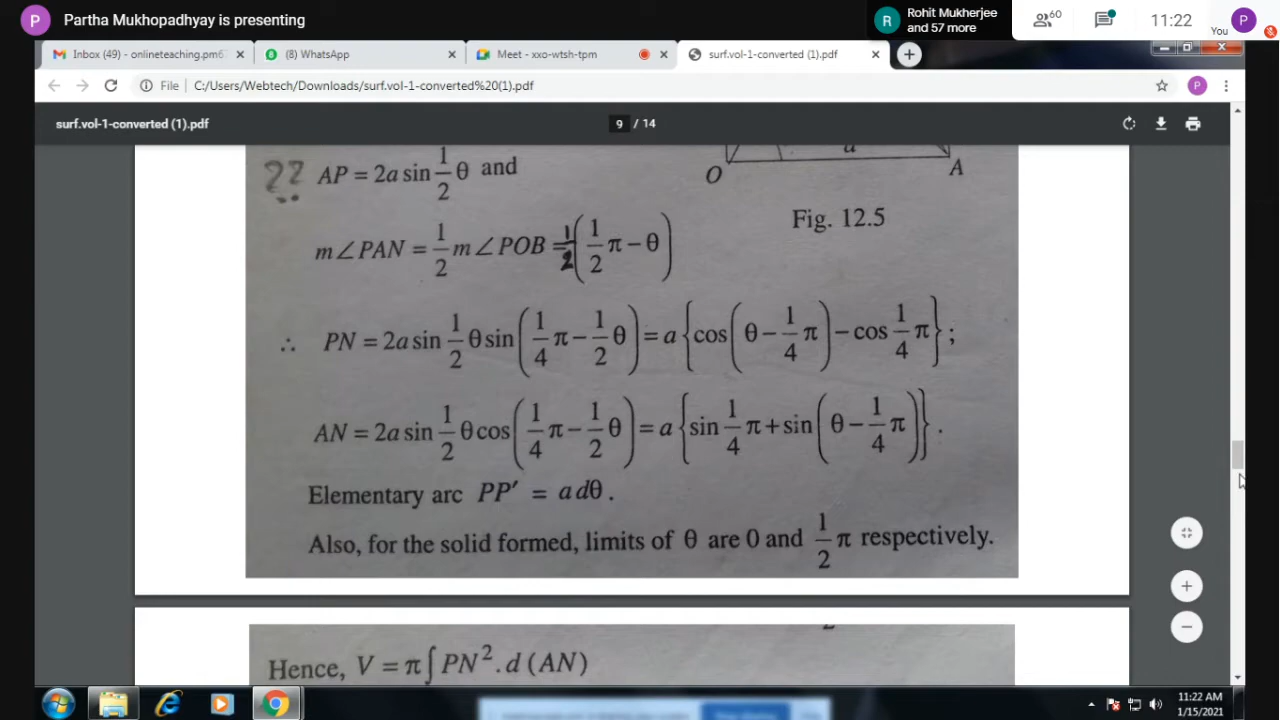 Partha Mukhopadhyay is presenting
Rohit Mukherjee and 57 more
60
11:22
You
Inbox (49) - onlineteaching.pm67
(8) WhatsApp
Meet - xxo-wtsh-tpm
surf.vol-1-converted (1).pdf
File | C:/Users/Webtech/Downloads/surf.vol-1-converted%20(1).pdf
surf.vol-1-converted (1).pdf
9 / 14
?? AP = 2a sin 1/2 θ and
O a A
Fig. 12.5
m∠PAN = 1/2 m∠POB = 1/2 (1/2 π − θ)
∴ PN = 2a sin 1/2 θ sin (1/4 π − 1/2 θ) = a {cos (θ − 1/4 π) − cos 1/4 π} ;
AN = 2a sin 1/2 θ cos (1/4 π − 1/2 θ) = a {sin 1/4 π + sin (θ − 1/4 π)} .
Elementary arc PP′ = a dθ .
Also, for the solid formed, limits of θ are 0 and 1/2 π respectively.
Hence, V = π ∫ PN². d (AN)
11:22 AM
1/15/2021